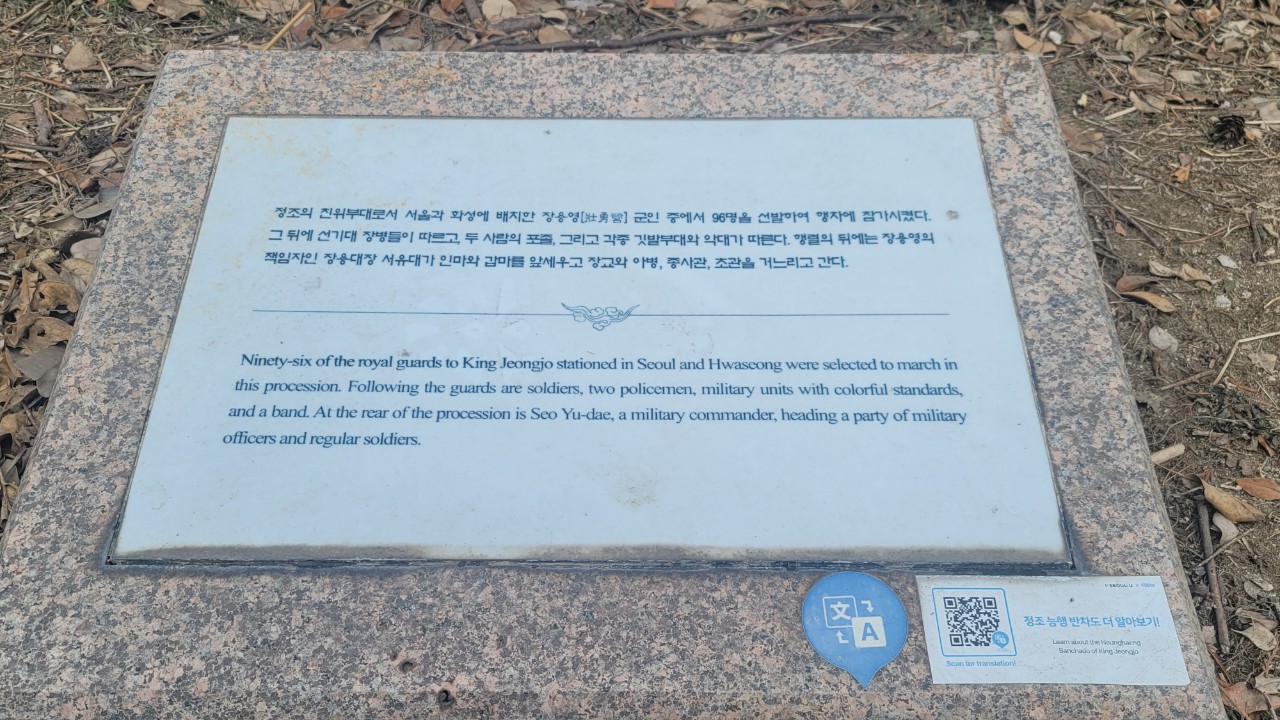 정조의 친위부대로서 서울과 화성에 배치한 장용영[壯勇營] 군인 중에서 96명을 선발하여 행차에 참가시켰다.
그 뒤에 선기대 장병들이 따르고, 두 사람의 포졸, 그리고 각종 깃발부대와 악대가 따른다. 행렬의 뒤에는 장용영의
책임자인 장용대장 서유대가 인마와 갑마를 앞세우고 장교와 아병, 종사관, 초관을 거느리고 간다.
Ninety-six of the royal guards to King Jeongjo stationed in Seoul and Hwaseong were selected to march in
this procession. Following the guards are soldiers, two policemen, military units with colorful standards,
and a band. At the rear of the procession is Seo Yu-dae, a military commander, heading a party of military
officers and regular soldiers.
文
A
SEOUL
정조 능행 반차도 더 알아보기!
Learn about the Neunghaeng
Banchado of King Jeongjo
Scan for translation!